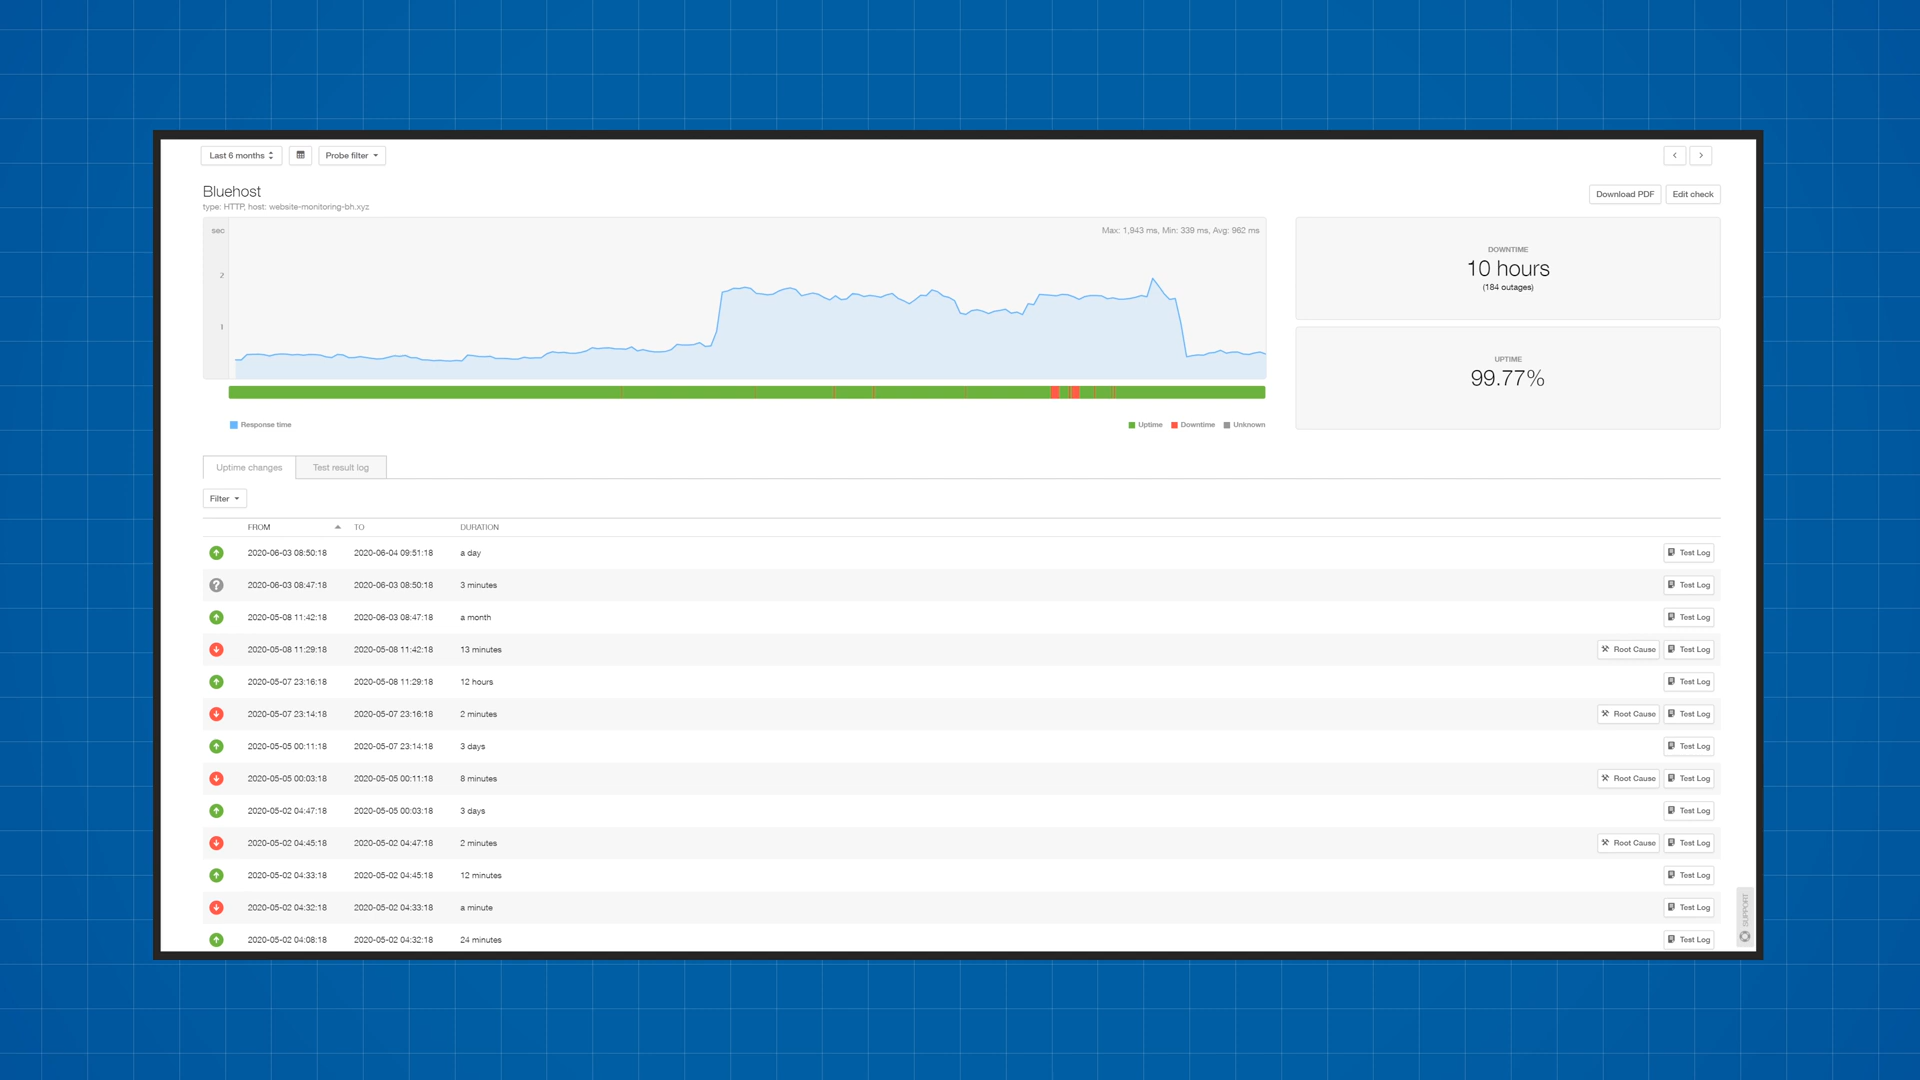 Last 6 months
Probe filter
Bluehost
Download PDF
Edit check
type: HTTP, host: website-monitoring-bh.xyz
sec
Max: 1,943 ms, Min: 339 ms, Avg: 962 ms
2
1
DOWNTIME
10 hours
(184 outages)
UPTIME
99.77%
Response time
Uptime Downtime Unknown
Uptime changes Test result log
Filter
FROM TO DURATION
2020-06-03 08:50:18 2020-06-04 09:51:18 a day Test Log
2020-06-03 08:47:18 2020-06-03 08:50:18 3 minutes Test Log
2020-05-08 11:42:18 2020-06-03 08:47:18 a month Test Log
2020-05-08 11:29:18 2020-05-08 11:42:18 13 minutes Root Cause Test Log
2020-05-07 23:16:18 2020-05-08 11:29:18 12 hours Test Log
2020-05-07 23:14:18 2020-05-07 23:16:18 2 minutes Root Cause Test Log
2020-05-05 00:11:18 2020-05-07 23:14:18 3 days Test Log
2020-05-05 00:03:18 2020-05-05 00:11:18 8 minutes Root Cause Test Log
2020-05-02 04:47:18 2020-05-05 00:03:18 3 days Test Log
2020-05-02 04:45:18 2020-05-02 04:47:18 2 minutes Root Cause Test Log
2020-05-02 04:33:18 2020-05-02 04:45:18 12 minutes Test Log
2020-05-02 04:32:18 2020-05-02 04:33:18 a minute Test Log
2020-05-02 04:08:18 2020-05-02 04:32:18 24 minutes Test Log
SUPPORT